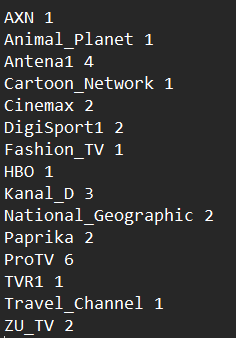 AXN 1
Animal_Planet 1
Antena1 4
Cartoon_Network 1
Cinemax 2
DigiSport1 2
Fashion_TV 1
HBO 1
Kanal_D 3
National_Geographic 2
Paprika 2
ProTV 6
TVR1 1
Travel_Channel 1
ZU_TV 2